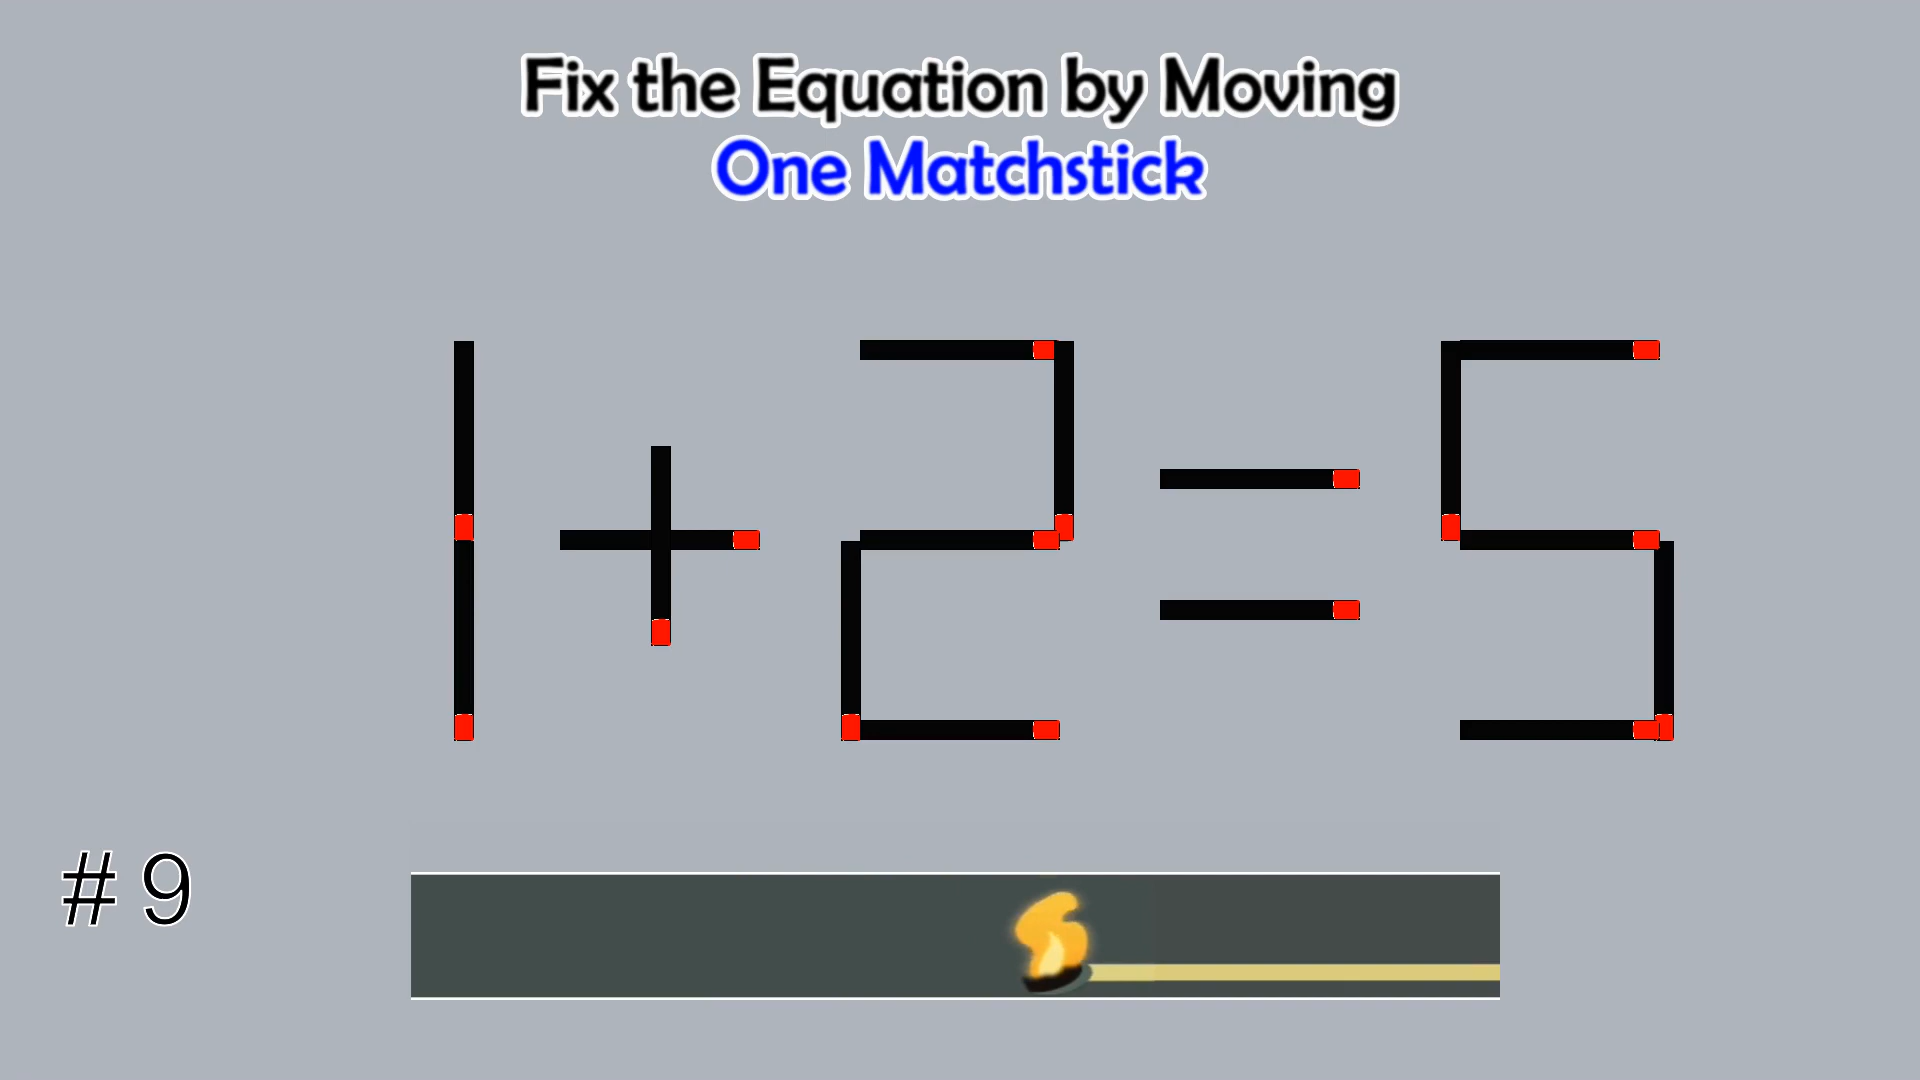 Fix the Equation by Moving
One Matchstick
1+2=5
# 9